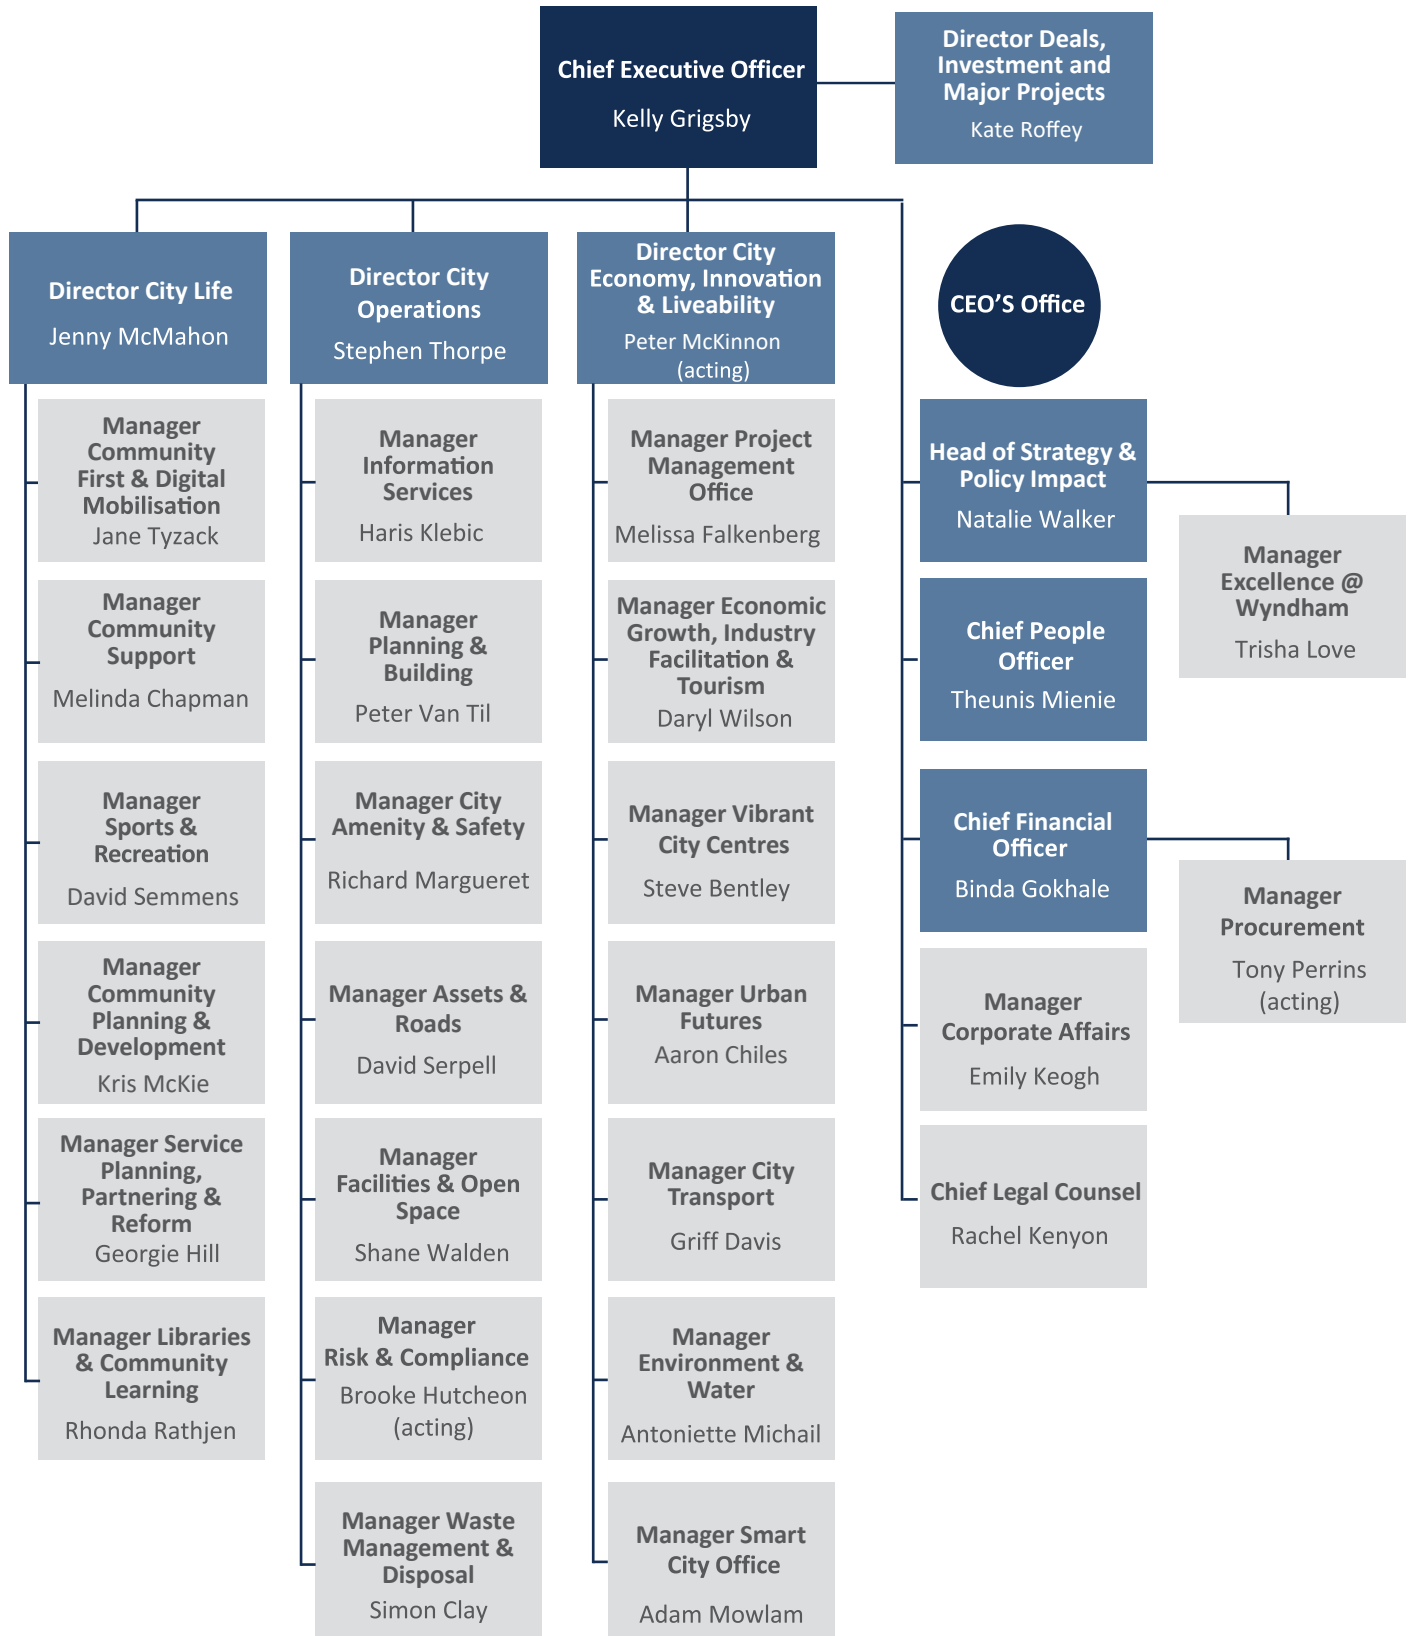 Chief Executive Officer
Kelly Grigsby
Director Deals,
Investment and
Major Projects
Kate Roffey
Director City Life
Jenny McMahon
Manager
Community
First & Digital
Mobilisation
Jane Tyzack
Manager
Community
Support
Melinda Chapman
Manager
Sports &
Recreation
David Semmens
Manager
Community
Planning &
Development
Kris McKie
Manager Service
Planning,
Partnering &
Reform
Georgie Hill
Manager Libraries
& Community
Learning
Rhonda Rathjen
Director City
Operations
Stephen Thorpe
Manager
Information
Services
Haris Klebic
Manager
Planning &
Building
Peter Van Til
Manager City
Amenity & Safety
Richard Margueret
Manager Assets &
Roads
David Serpell
Manager
Facilities & Open
Space
Shane Walden
Manager
Risk & Compliance
Brooke Hutcheon
(acting)
Manager Waste
Management &
Disposal
Simon Clay
Director City
Economy, Innovation
& Liveability
Peter McKinnon
(acting)
Manager Project
Management
Office
Melissa Falkenberg
Manager Economic
Growth, Industry
Facilitation &
Tourism
Daryl Wilson
Manager Vibrant
City Centres
Steve Bentley
Manager Urban
Futures
Aaron Chiles
Manager City
Transport
Griff Davis
Manager
Environment &
Water
Antoniette Michail
Manager Smart
City Office
Adam Mowlam
CEO'S Office
Head of Strategy &
Policy Impact
Natalie Walker
Manager
Excellence @
Wyndham
Trisha Love
Chief People
Officer
Theunis Mienie
Chief Financial
Officer
Binda Gokhale
Manager
Procurement
Tony Perrins
(acting)
Manager
Corporate Affairs
Emily Keogh
Chief Legal Counsel
Rachel Kenyon